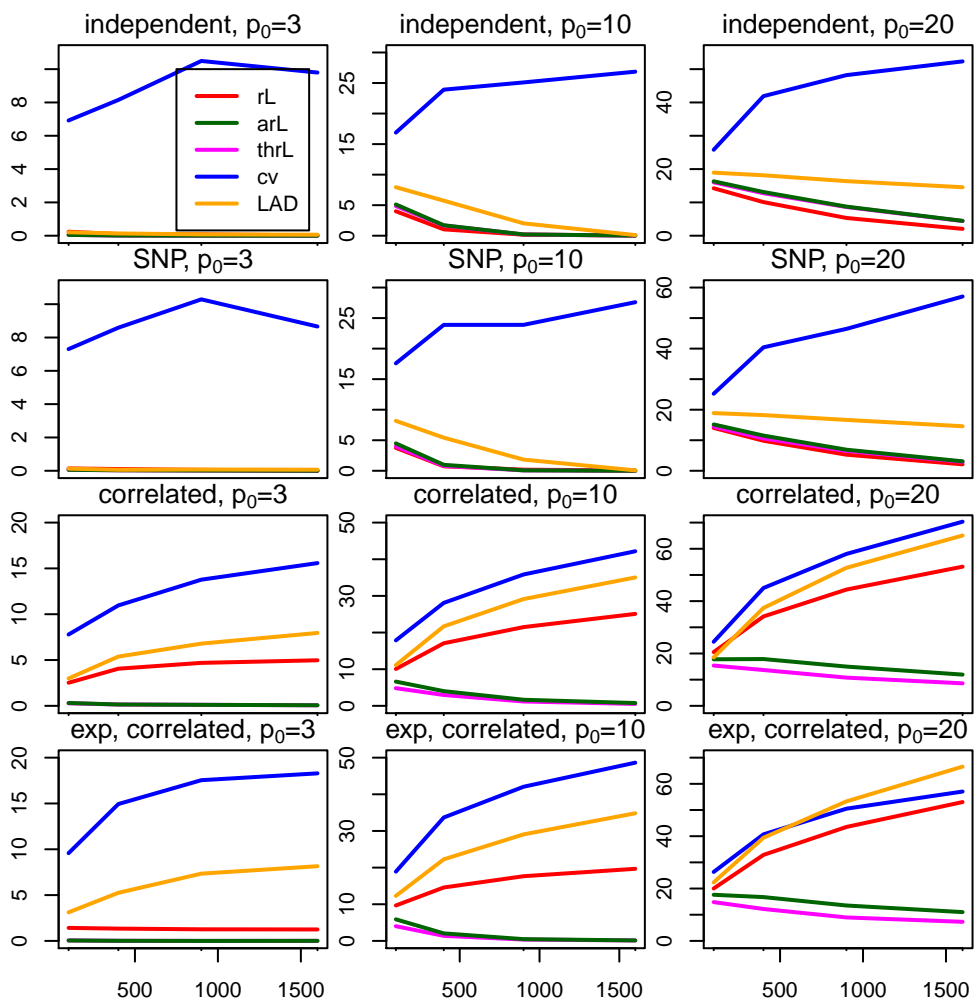 independent, p₀=3
independent, p₀=10
independent, p₀=20
0 2 4 6 8
rL
arL
thrL
cv
LAD
0 5 15 25
0 20 40
SNP, p₀=3
SNP, p₀=10
SNP, p₀=20
0 2 4 6 8
0 5 15 25
0 20 40 60
correlated, p₀=3
correlated, p₀=10
correlated, p₀=20
0 5 10 15 20
0 10 30 50
0 20 40 60
exp, correlated, p₀=3
exp, correlated, p₀=10
exp, correlated, p₀=20
0 5 10 15 20
0 10 30 50
0 20 40 60
500 1000 1500
500 1000 1500
500 1000 1500